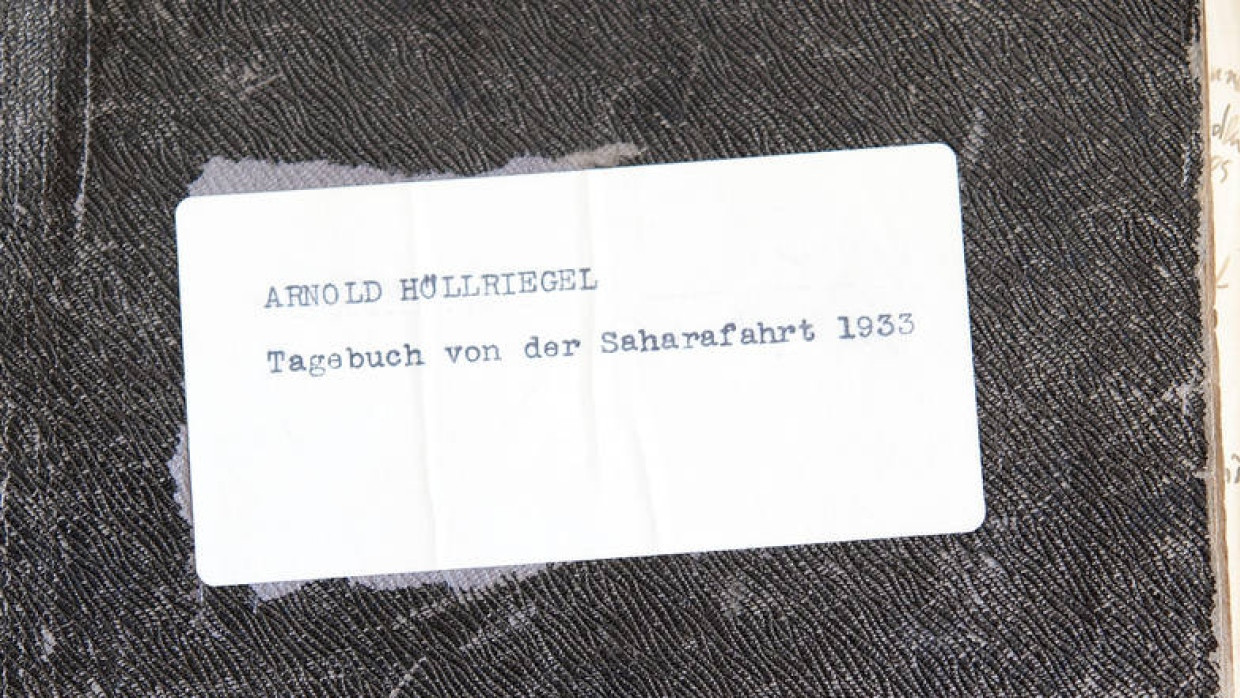 ARNOLD HÖLLRIEGEL
Tagebuch von der Saharafahrt 1933